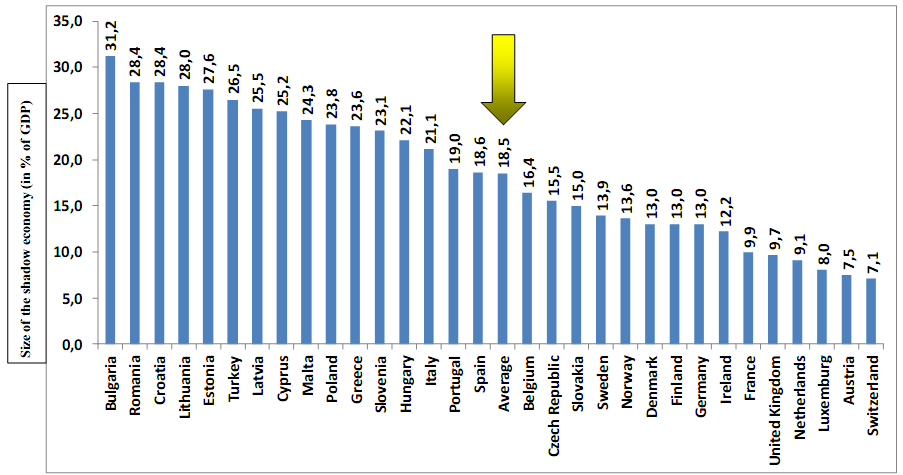 Size of the shadow economy (in % of GDP)
35,0
30,0
25,0
20,0
15,0
10,0
5,0
0,0
31,2
28,4
28,4
28,0
27,6
26,5
25,5
25,2
24,3
23,8
23,6
23,1
22,1
21,1
19,0
18,6
18,5
16,4
15,5
15,0
13,9
13,6
13,0
13,0
13,0
12,2
9,9
9,7
9,1
8,0
7,5
7,1
Bulgaria
Romania
Croatia
Lithuania
Estonia
Turkey
Latvia
Cyprus
Malta
Poland
Greece
Slovenia
Hungary
Italy
Portugal
Spain
Average
Belgium
Czech Republic
Slovakia
Sweden
Norway
Denmark
Finland
Germany
Ireland
France
United Kingdom
Netherlands
Luxemburg
Austria
Switzerland